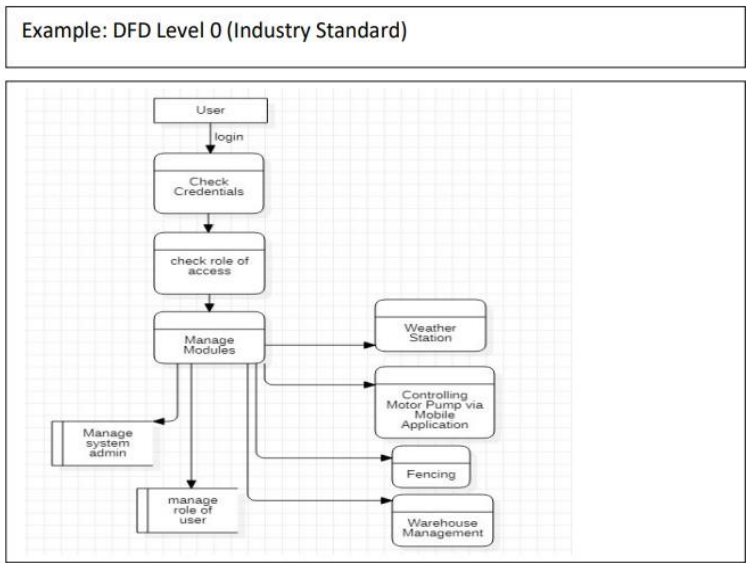 Example: DFD Level 0 (Industry Standard)
User
login
Check
Credentials
check role of
access
Manage
Modules
Weather
Station
Controlling
Motor Pump via
Mobile
Application
Manage
system
admin
Fencing
manage
role of
user
Warehouse
Management